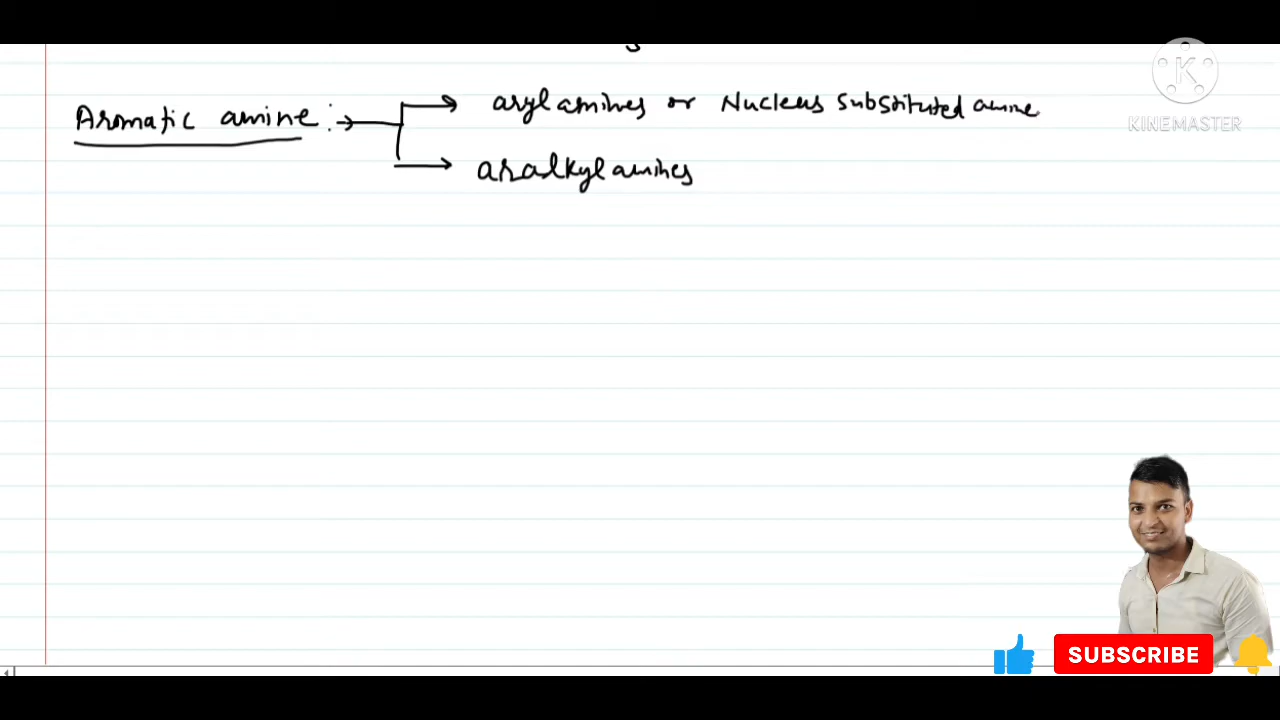 Aromatic amine :→ arylamines or Nucleus substituted amine
aralkylamines
KINEMASTER
SUBSCRIBE